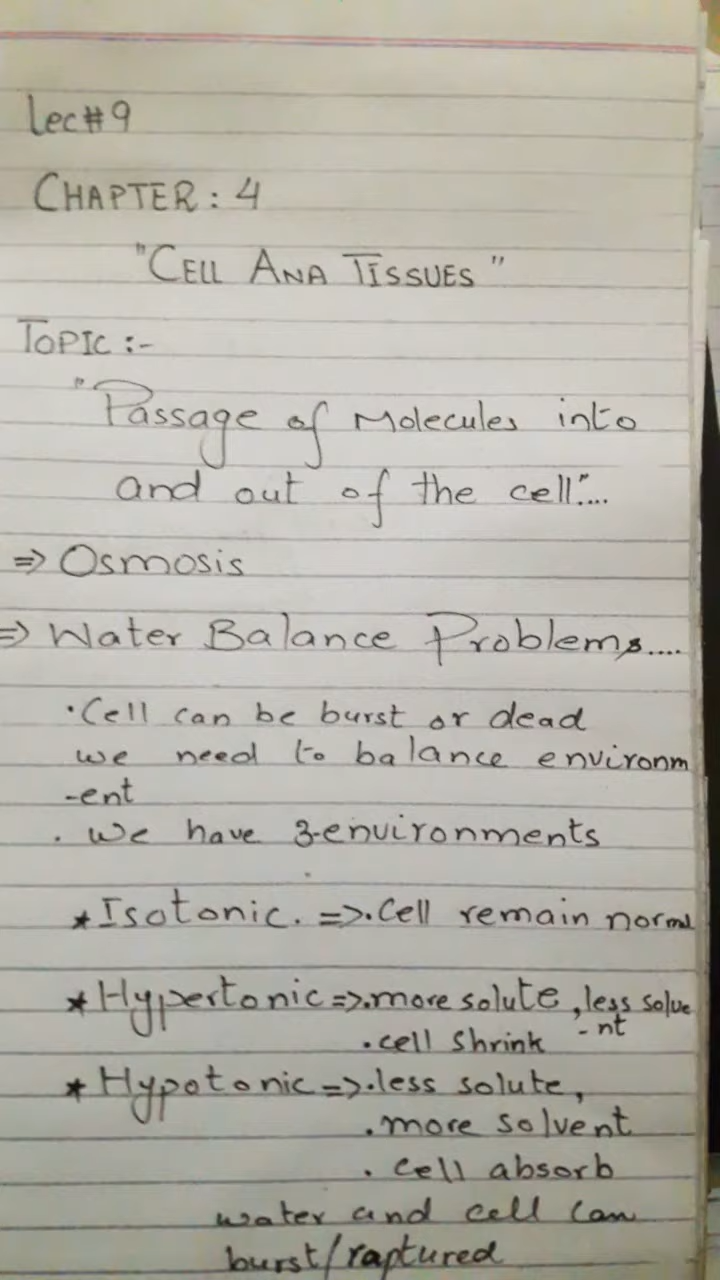 Lec#9
CHAPTER: 4
"CELL ANA TISSUES"
TOPIC :-
"Passage of Molecules into
and out of the cell"...
=> Osmosis
=> Water Balance Problems....
·Cell can be burst or dead
we need to balance environm
-ent
. we have 3-environments
*Isotonic. =>.Cell remain normal
*Hypertonic=>.more solute, less solve
-nt
.cell shrink
*Hypotonic=>.less solute,
.more solvent
. cell absorb
water and cell can
burst/raptured